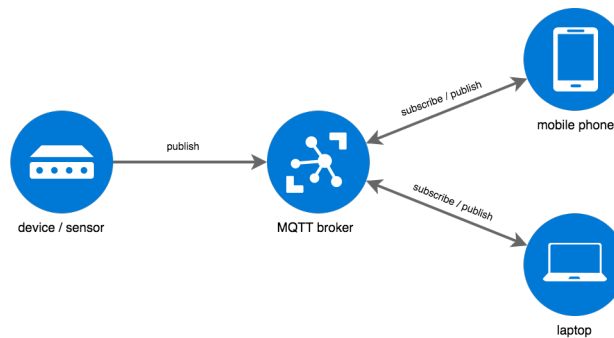 subscribe / publish
mobile phone
publish
device / sensor
MQTT broker
subscribe / publish
laptop